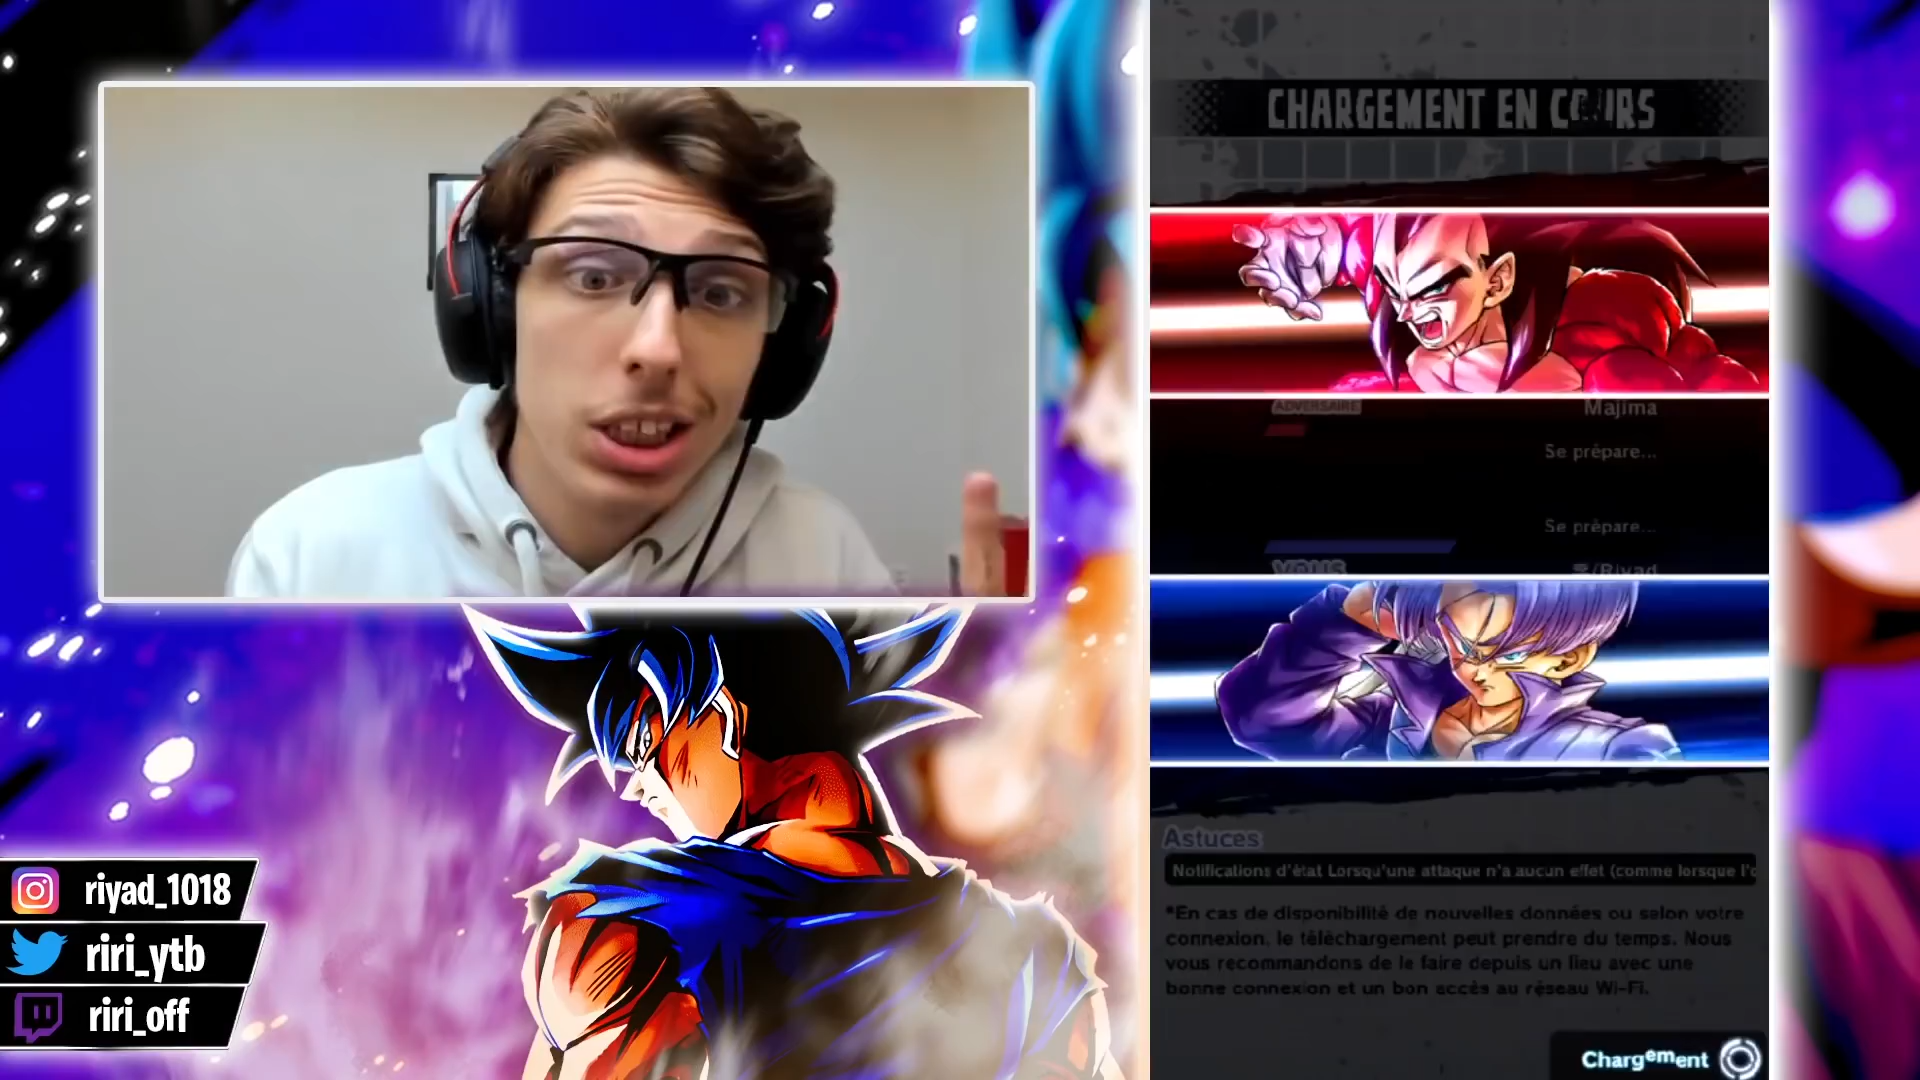 CHARGEMENT EN COURS
ADVERSAIRE
Majima
Se prépare...
Se prépare...
VOUS
(Riyad
riyad_1018
riri_ytb
riri_off
Astuces
Notifications d'état Lorsqu'une attaque n'a aucun effet (comme lorsque l'
*En cas de disponibilité de nouvelles données ou selon votre
connexion, le téléchargement peut prendre du temps. Nous
vous recommandons de le faire depuis un lieu avec une
bonne connexion et un bon accès au réseau Wi-Fi.
Chargement